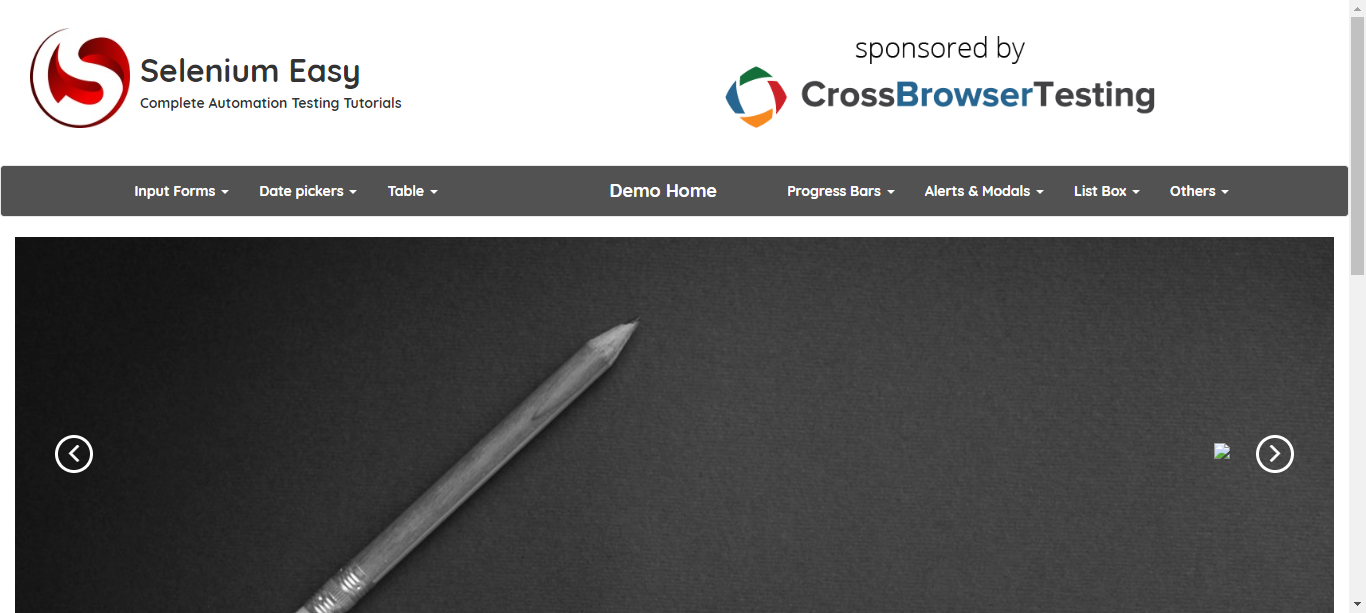 Selenium Easy
Complete Automation Testing Tutorials
sponsored by
CrossBrowserTesting
Input Forms Date pickers Table Demo Home Progress Bars Alerts & Modals List Box Others